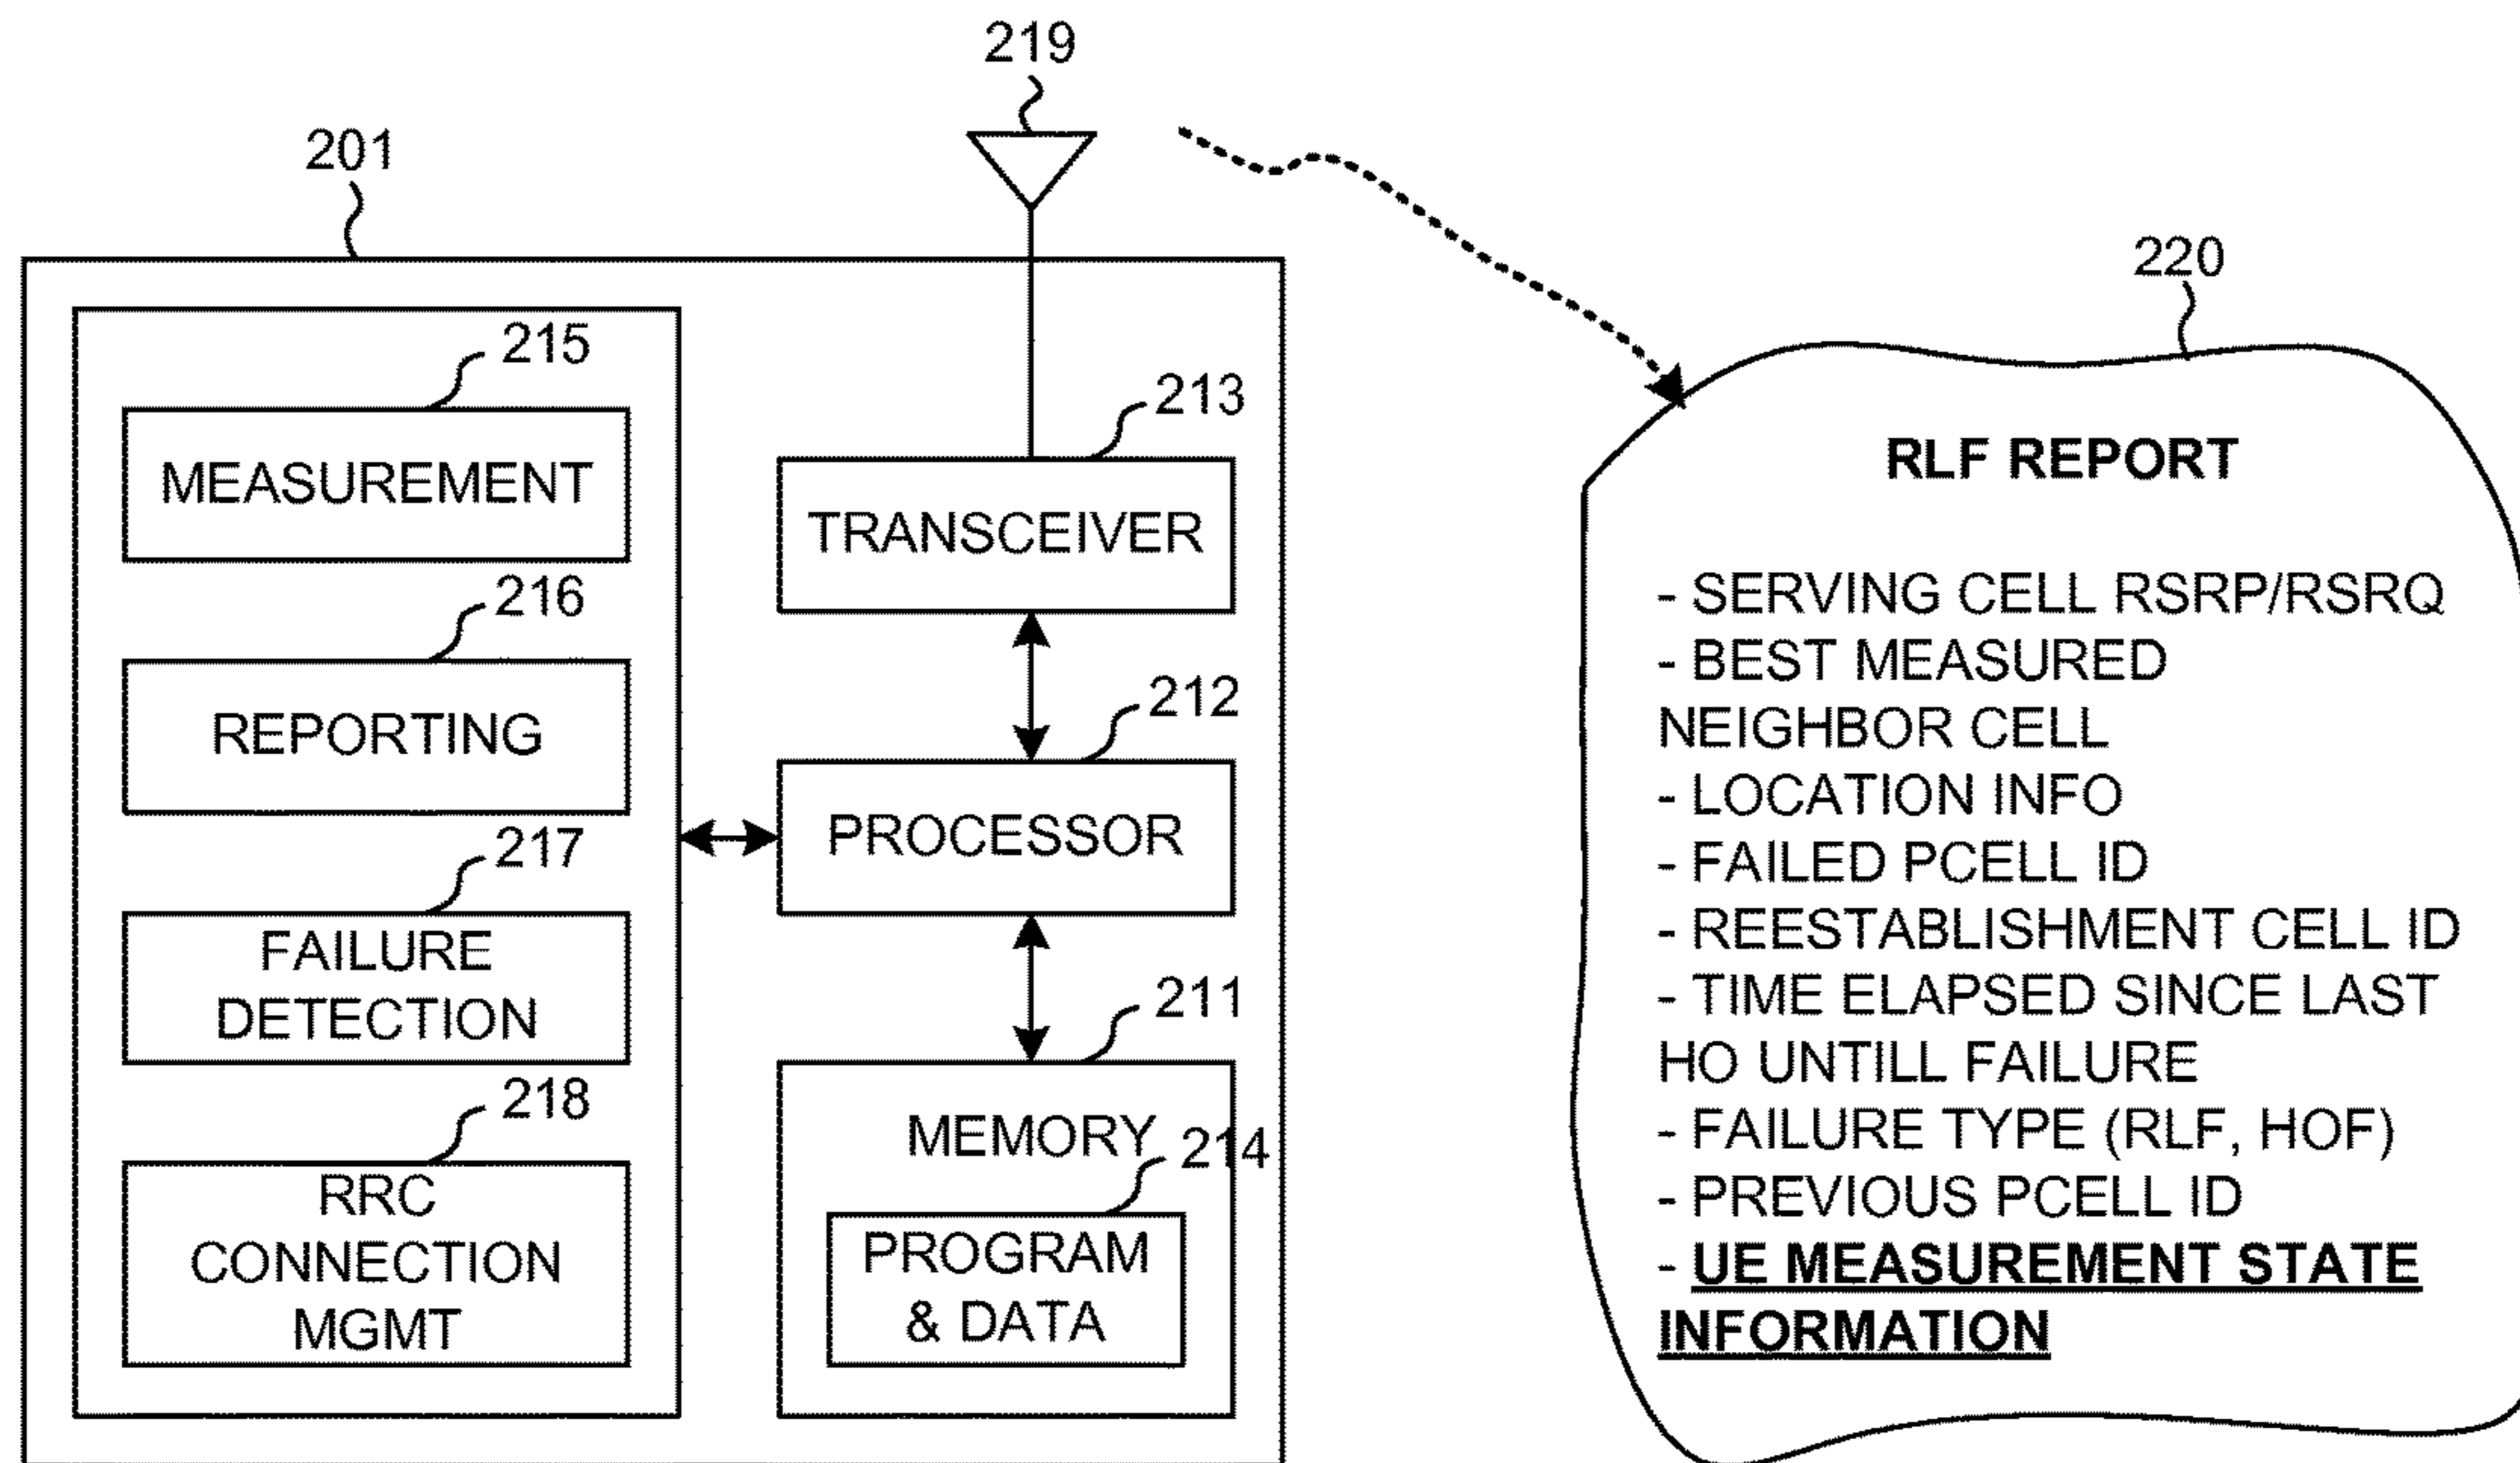 219
201
220
215
213
MEASUREMENT
TRANSCEIVER
216
212
REPORTING
PROCESSOR
217
211
FAILURE
DETECTION
MEMORY
214
218
RRC
CONNECTION
MGMT
PROGRAM
& DATA
RLF REPORT
- SERVING CELL RSRP/RSRQ
- BEST MEASURED
NEIGHBOR CELL
- LOCATION INFO
- FAILED PCELL ID
- REESTABLISHMENT CELL ID
- TIME ELAPSED SINCE LAST
HO UNTILL FAILURE
- FAILURE TYPE (RLF, HOF)
- PREVIOUS PCELL ID
- UE MEASUREMENT STATE
INFORMATION